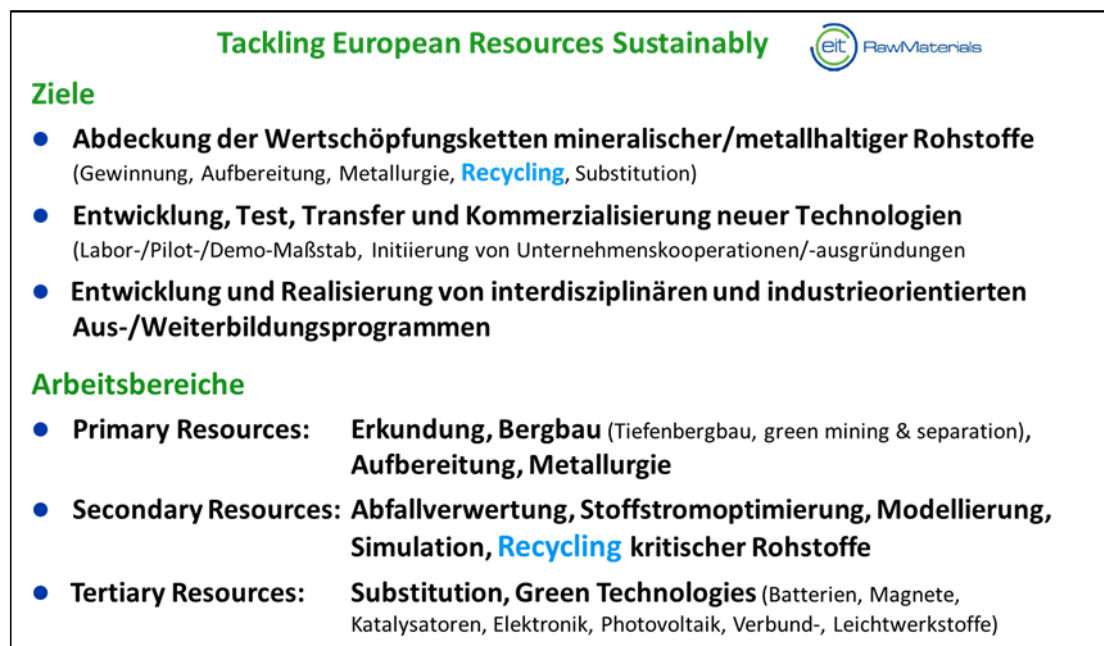 Tackling European Resources Sustainably eit RawMaterials
Ziele
● Abdeckung der Wertschöpfungsketten mineralischer/metallhaltiger Rohstoffe
(Gewinnung, Aufbereitung, Metallurgie, Recycling, Substitution)
● Entwicklung, Test, Transfer und Kommerzialisierung neuer Technologien
(Labor-/Pilot-/Demo-Maßstab, Initiierung von Unternehmenskooperationen/-ausgründungen
● Entwicklung und Realisierung von interdisziplinären und industrieorientierten
Aus-/Weiterbildungsprogrammen
Arbeitsbereiche
● Primary Resources: Erkundung, Bergbau (Tiefenbergbau, green mining & separation),
Aufbereitung, Metallurgie
● Secondary Resources: Abfallverwertung, Stoffstromoptimierung, Modellierung,
Simulation, Recycling kritischer Rohstoffe
● Tertiary Resources: Substitution, Green Technologies (Batterien, Magnete,
Katalysatoren, Elektronik, Photovoltaik, Verbund-, Leichtwerkstoffe)